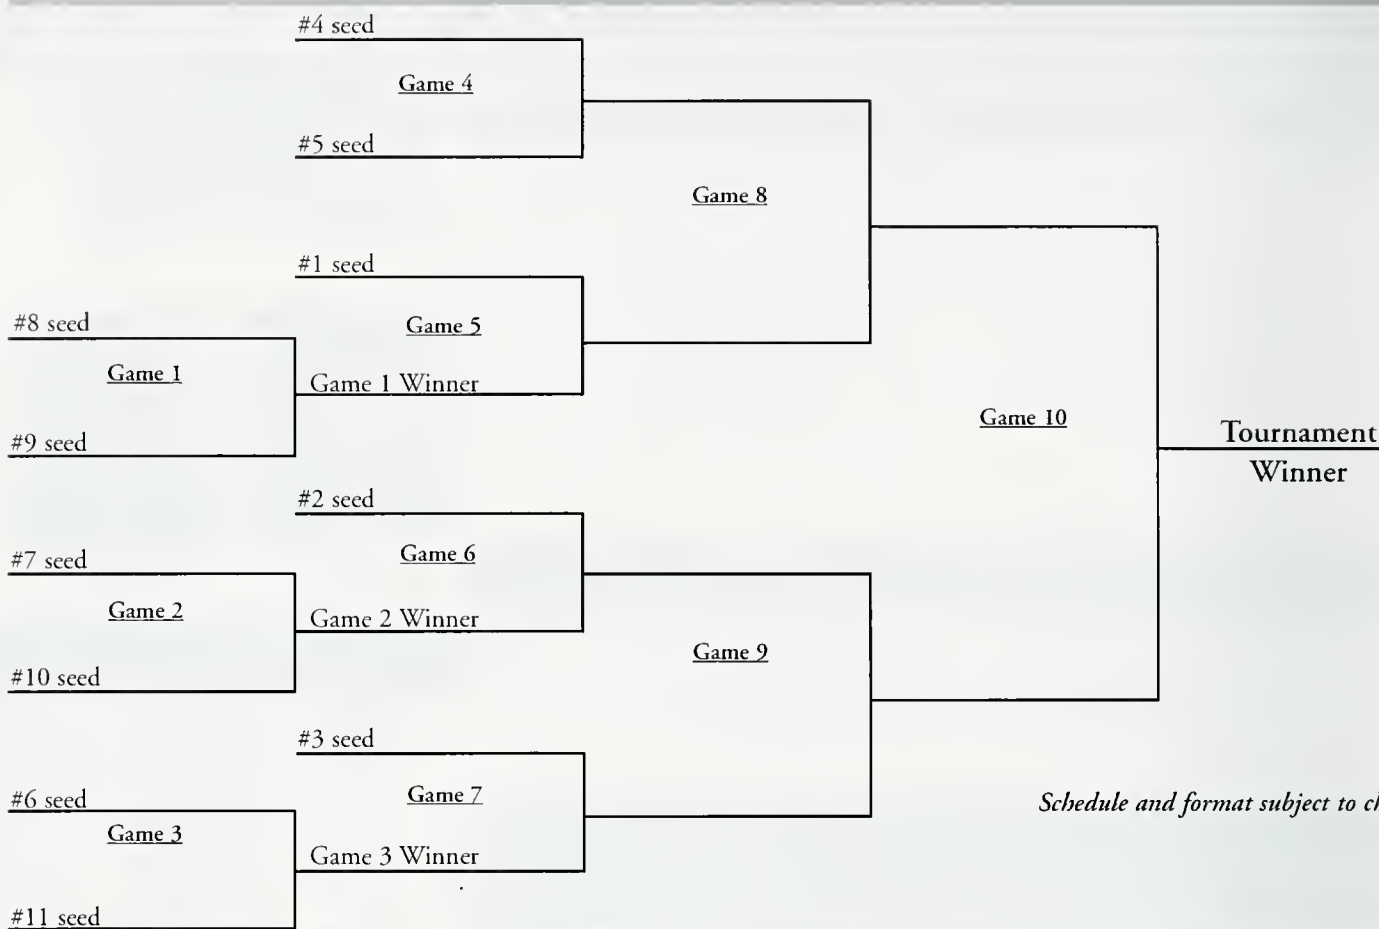 #4 seed
Game 4
#5 seed
Game 8
#1 seed
#8 seed
Game 5
Game 1
Game 1 Winner
#9 seed
Game 10
Tournament
Winner
#2 seed
#7 seed
Game 6
Game 2
Game 2 Winner
#10 seed
Game 9
#3 seed
#6 seed
Game 7
Schedule and format subject to
Game 3
Game 3 Winner
#11 seed